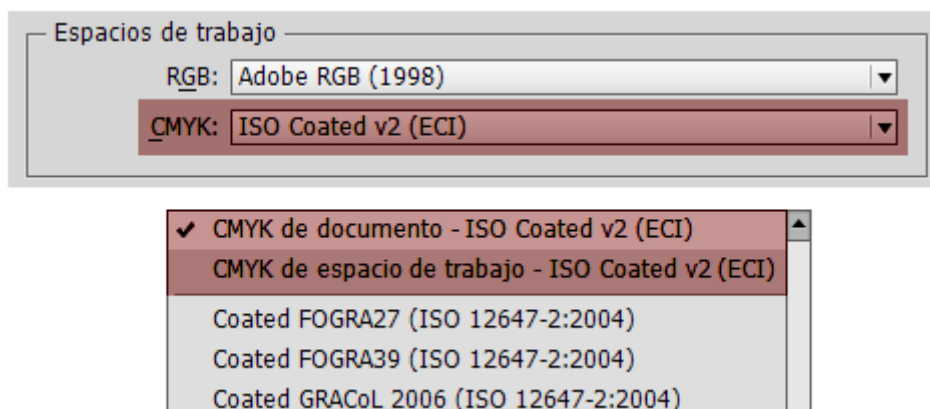 Espacios de trabajo
RGB: Adobe RGB (1998)
CMYK: ISO Coated v2 (ECI)
✔ CMYK de documento - ISO Coated v2 (ECI)
CMYK de espacio de trabajo - ISO Coated v2 (ECI)
Coated FOGRA27 (ISO 12647-2:2004)
Coated FOGRA39 (ISO 12647-2:2004)
Coated GRACoL 2006 (ISO 12647-2:2004)